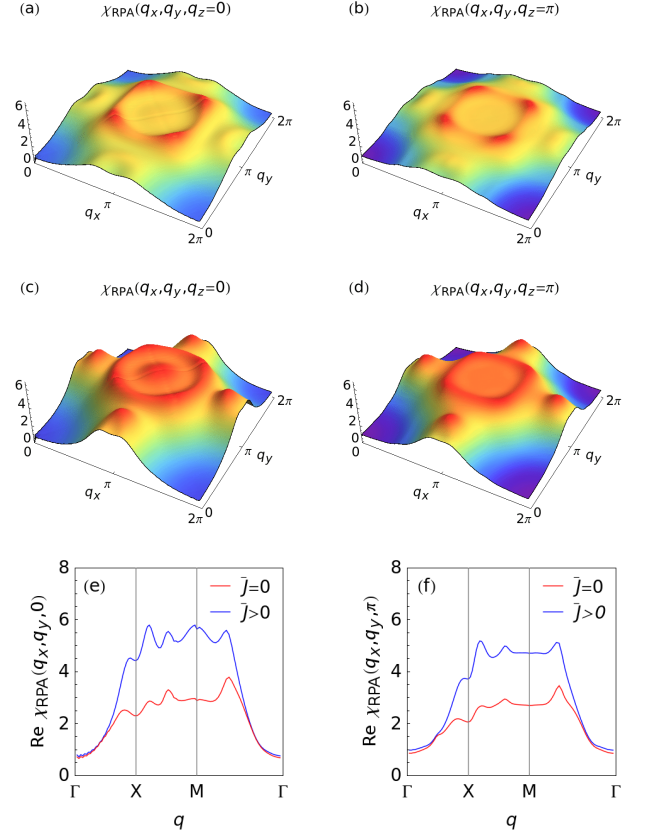 (a) χRPA(qx,qy,qz=0)
(b) χRPA(qx,qy,qz=π)
6
4
2
0
0
qx
π
2π
0
π
qy
2π
6
4
2
0
0
qx
π
2π
0
π
qy
2π
(c) χRPA(qx,qy,qz=0)
(d) χRPA(qx,qy,qz=π)
6
4
2
0
0
qx
π
2π
0
π
qy
2π
6
4
2
0
0
qx
π
2π
0
π
qy
2π
(e)
J̄=0
J̄>0
Re χRPA(qx,qy,0)
8
6
4
2
0
Γ X M Γ
q
(f)
J̄=0
J̄>0
Re χRPA(qx,qy,π)
8
6
4
2
0
Γ X M Γ
q